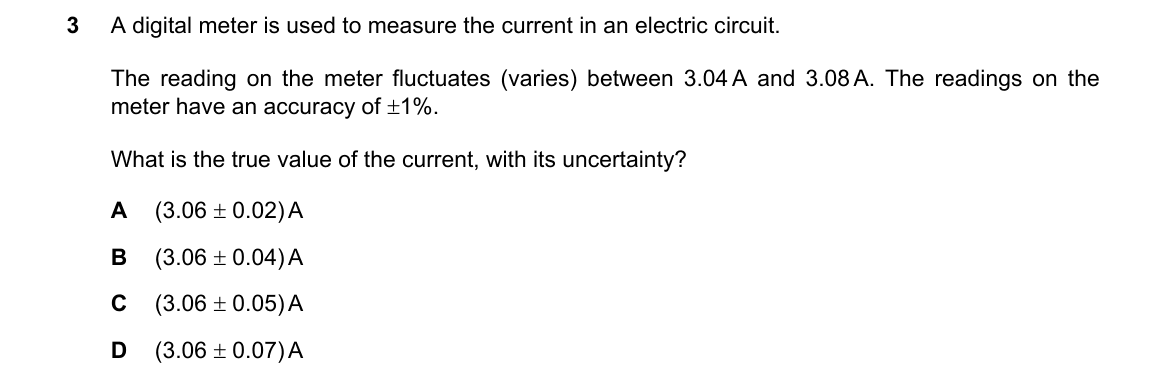 3 A digital meter is used to measure the current in an electric circuit.
The reading on the meter fluctuates (varies) between 3.04 A and 3.08 A. The readings on the
meter have an accuracy of ±1%.
What is the true value of the current, with its uncertainty?
A (3.06 ± 0.02) A
B (3.06 ± 0.04) A
C (3.06 ± 0.05) A
D (3.06 ± 0.07) A